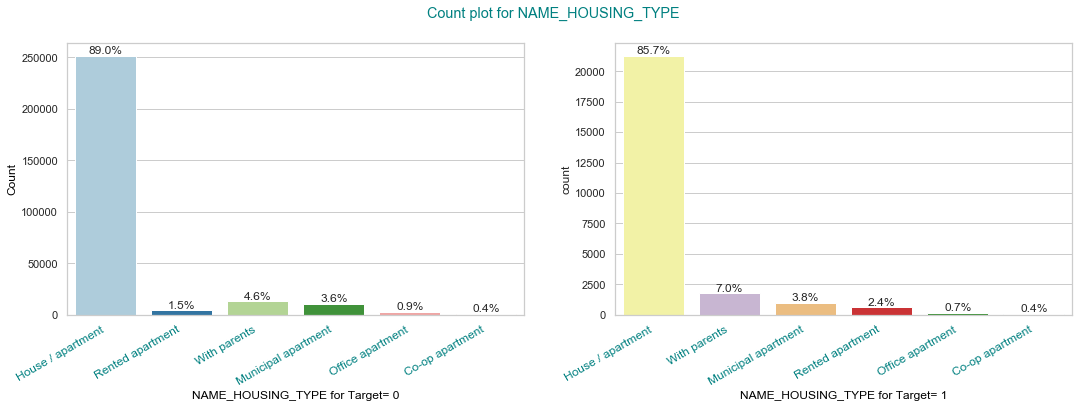 Count plot for NAME_HOUSING_TYPE
Count
250000
200000
150000
100000
50000
0
89.0%
1.5%
4.6%
3.6%
0.9%
0.4%
House / apartment
Rented apartment
With parents
Municipal apartment
Office apartment
Co-op apartment
NAME_HOUSING_TYPE for Target= 0
count
20000
17500
15000
12500
10000
7500
5000
2500
0
85.7%
7.0%
3.8%
2.4%
0.7%
0.4%
House / apartment
With parents
Municipal apartment
Rented apartment
Office apartment
Co-op apartment
NAME_HOUSING_TYPE for Target= 1